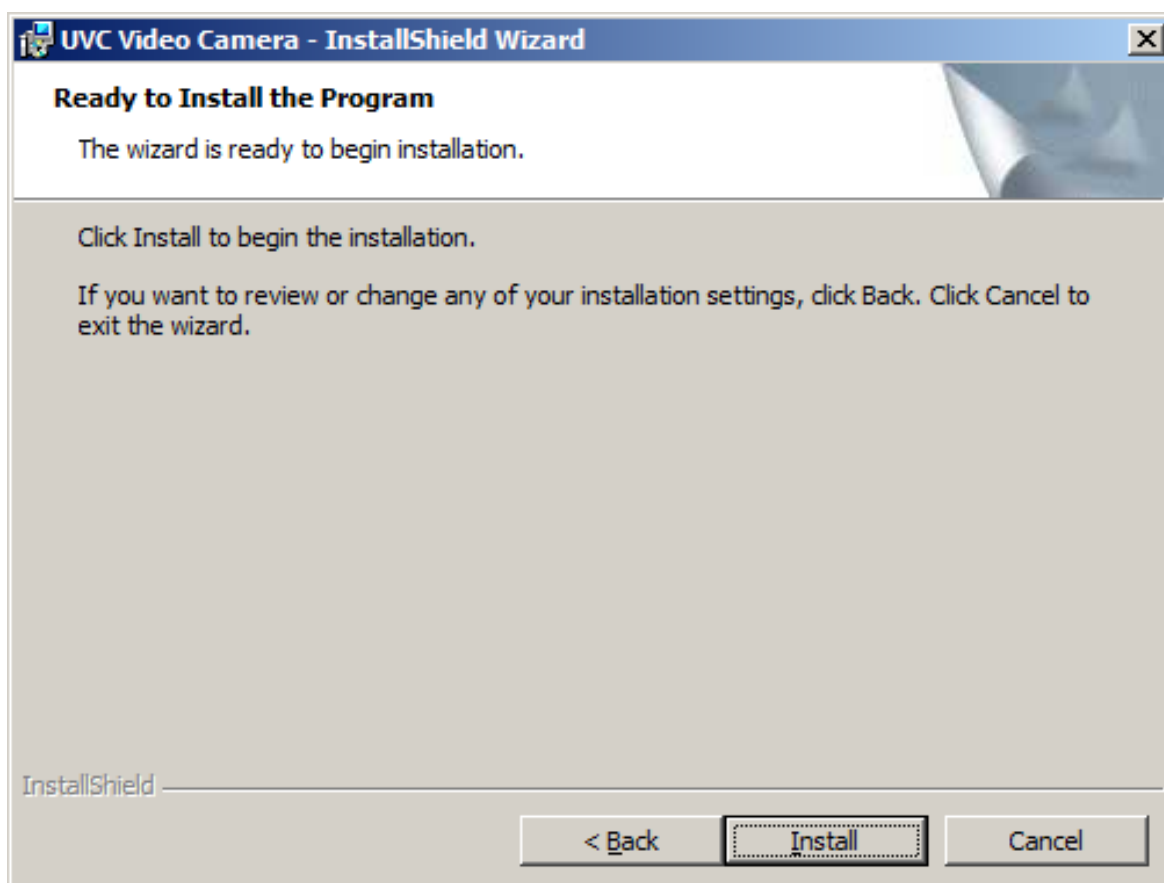 UVC Video Camera - InstallShield Wizard
Ready to Install the Program
The wizard is ready to begin installation.
Click Install to begin the installation.
If you want to review or change any of your installation settings, click Back. Click Cancel to
exit the wizard.
InstallShield
< Back
Install
Cancel